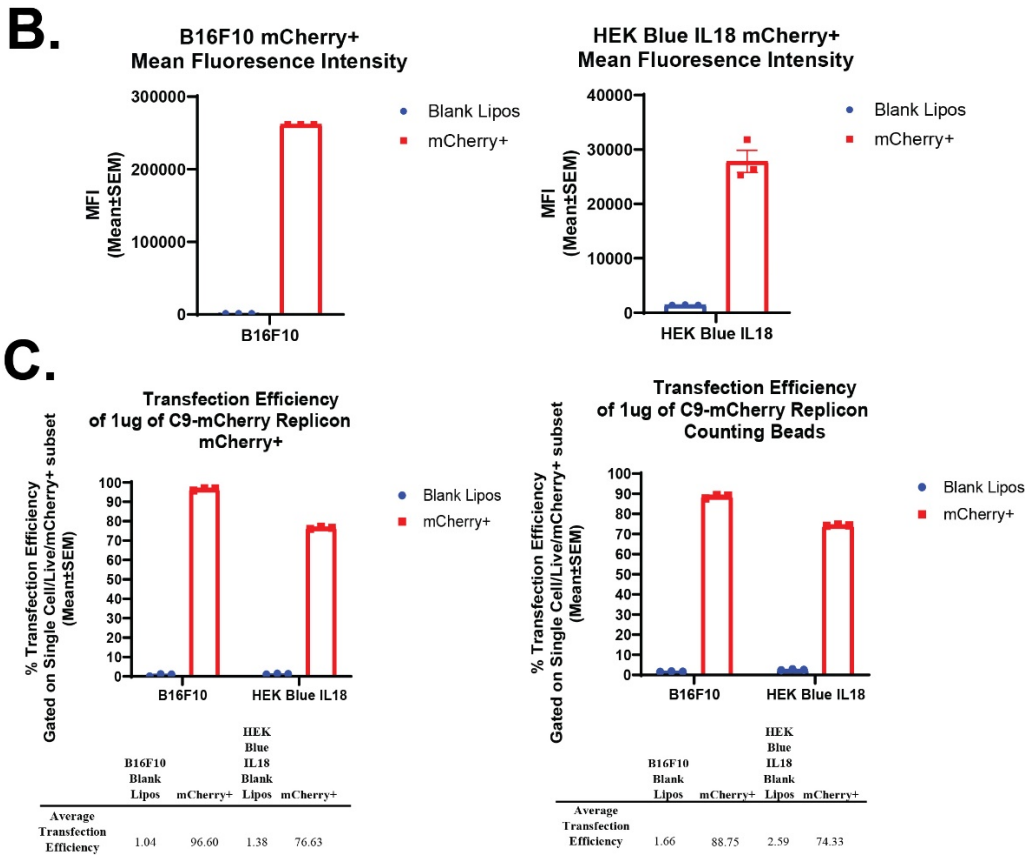 B.
B16F10 mCherry+
Mean Fluoresence Intensity
MFI
(Mean±SEM)
300000
200000
100000
0
B16F10
Blank Lipos
mCherry+
HEK Blue IL18 mCherry+
Mean Fluoresence Intensity
MFI
(Mean±SEM)
40000
30000
20000
10000
0
HEK Blue IL18
Blank Lipos
mCherry+
C.
Transfection Efficiency
of 1ug of C9-mCherry Replicon
mCherry+
% Transfection Efficiency
Gated on Single Cell/Live/mCherry+ subset
(Mean±SEM)
100
90
80
70
60
50
40
30
20
10
0
B16F10 HEK Blue IL18
Blank Lipos
mCherry+
HEK
Blue
B16F10 IL18
Blank Blank
Lipos mCherry+ Lipos mCherry+
Average
Transfection
Efficiency 1.04 96.60 1.38 76.63
Transfection Efficiency
of 1ug of C9-mCherry Replicon
Counting Beads
% Transfection Efficiency
Gated on Single Cell/Live/mCherry+ subset
(Mean±SEM)
100
90
80
70
60
50
40
30
20
10
0
B16F10 HEK Blue IL18
Blank Lipos
mCherry+
HEK
Blue
B16F10 IL18
Blank Blank
Lipos mCherry+ Lipos mCherry+
Average
Transfection
Efficiency 1.66 88.75 2.59 74.33